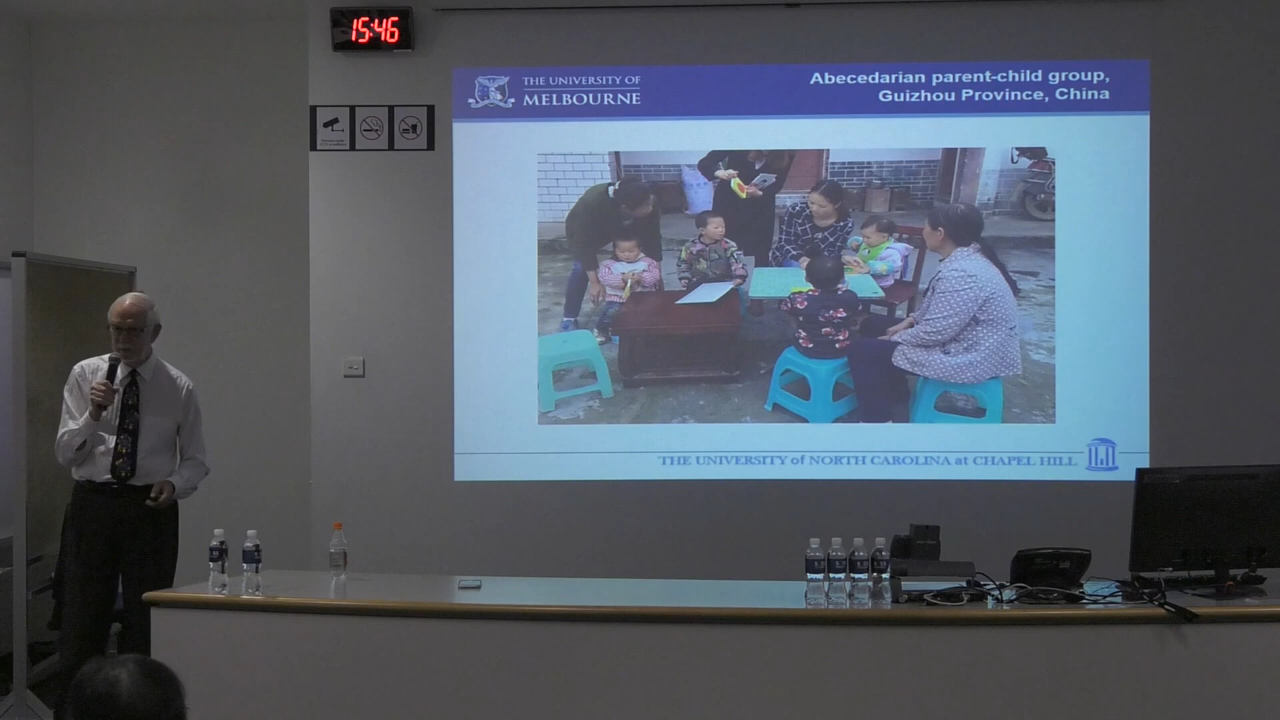 15:46
THE UNIVERSITY OF
MELBOURNE
Abecedarian parent-child group,
Guizhou Province, China
THE UNIVERSITY of NORTH CAROLINA at CHAPEL HILL